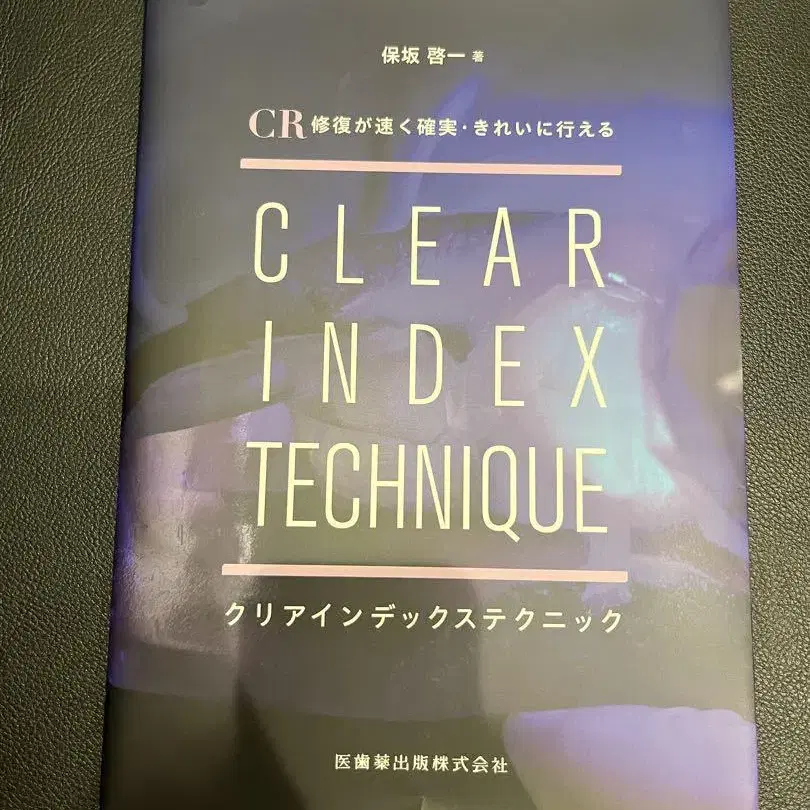 保坂 啓一 著
CR修復が速く確実・きれいに行える
CLEAR
INDEX
TECHNIQUE
クリアインデックステクニック
医歯薬出版株式会社